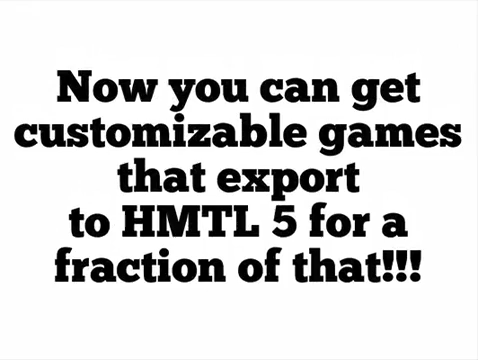 Now you can get
customizable games
that export
to HMTL 5 for a
fraction of that!!!